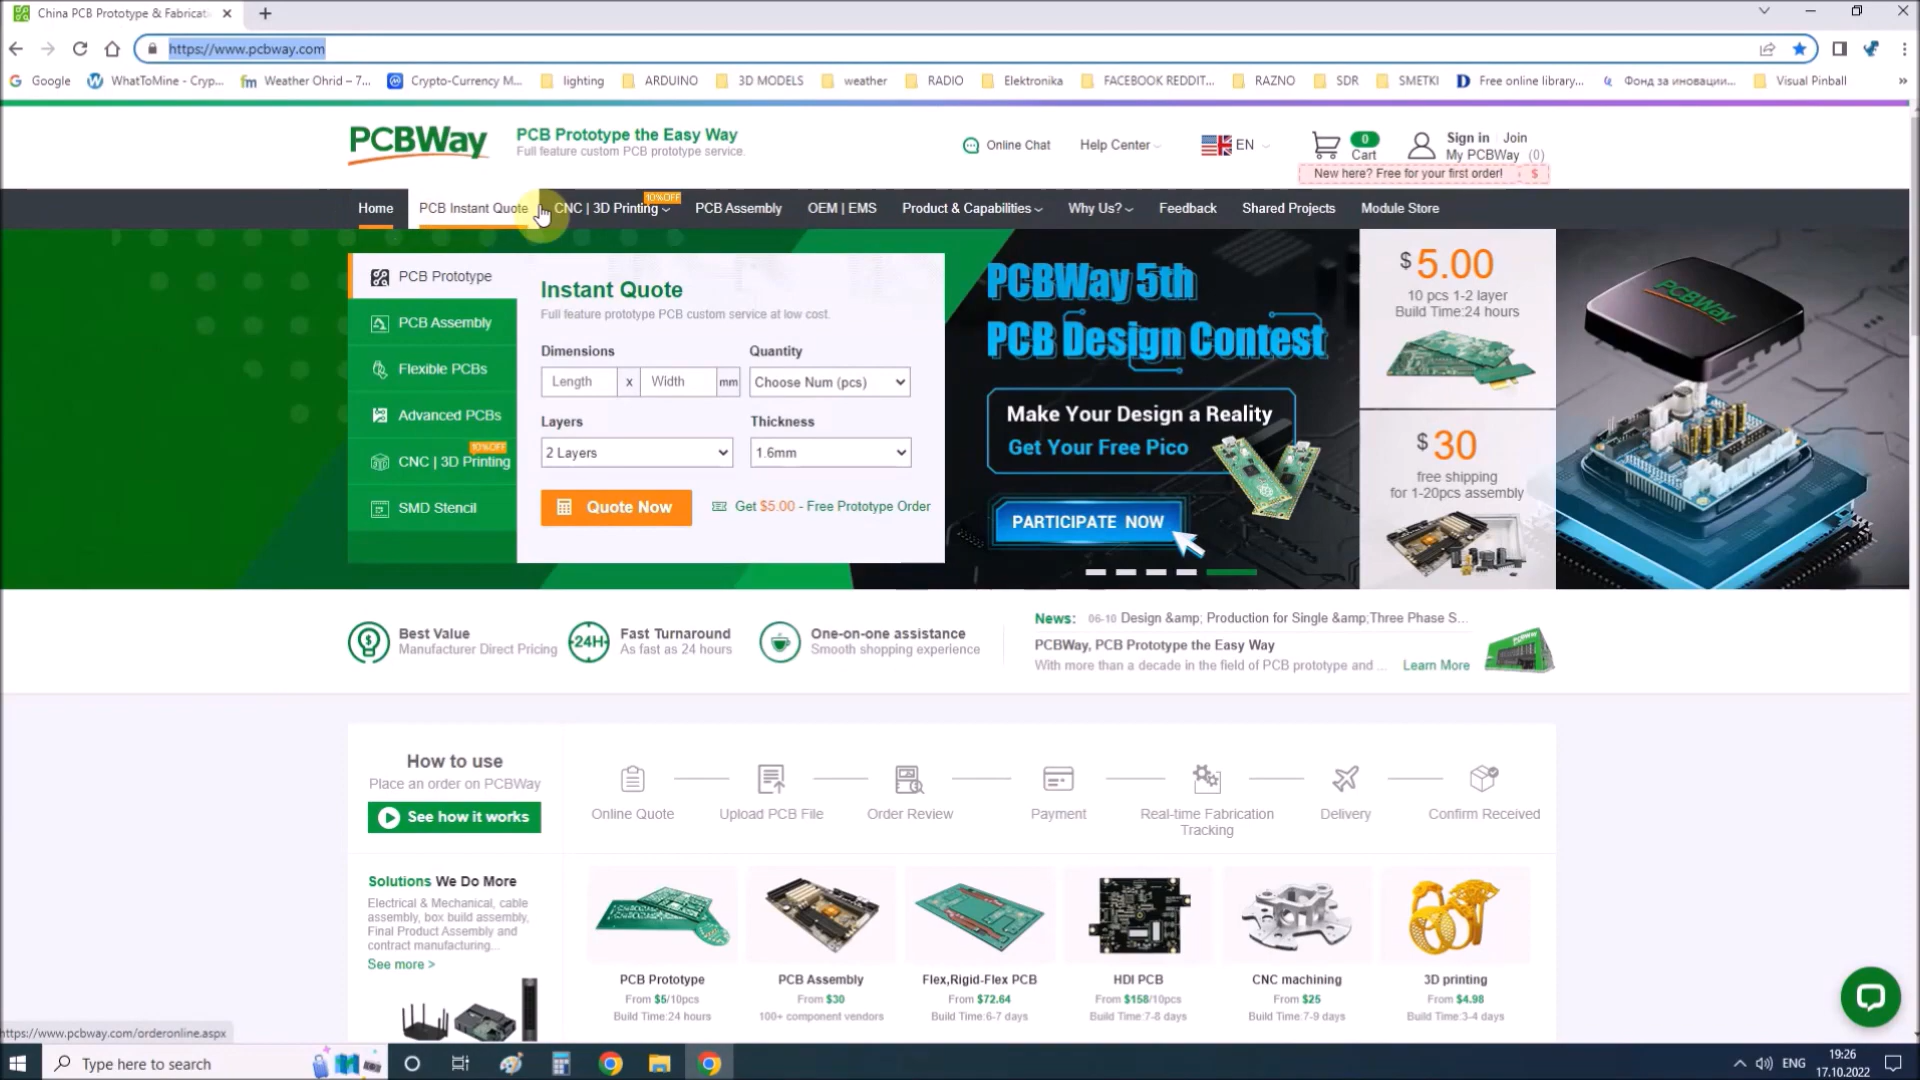 China PCB Prototype & Fabricati
https://www.pcbway.com
Google
WhatToMine - Cryp...
Weather Ohrid – 7...
Crypto-Currency M...
lighting
ARDUINO
3D MODELS
weather
RADIO
Elektronika
FACEBOOK REDDIT...
RAZNO
SDR
SMETKI
Free online library...
Фонд за иновации...
Visual Pinball
PCBWay
PCB Prototype the Easy Way
Full feature custom PCB prototype service.
Online Chat
Help Center
EN
0
Cart
Sign in Join
My PCBWay (0)
New here? Free for your first order! $
Home
PCB Instant Quote
CNC | 3D Printing
10%OFF
PCB Assembly
OEM | EMS
Product & Capabilities
Why Us?
Feedback
Shared Projects
Module Store
PCB Prototype
PCB Assembly
Flexible PCBs
Advanced PCBs
10%OFF
CNC | 3D Printing
SMD Stencil
Instant Quote
Full feature prototype PCB custom service at low cost.
Dimensions
Quantity
Length x Width mm
Choose Num (pcs)
Layers
Thickness
2 Layers
1.6mm
Quote Now
Get $5.00 - Free Prototype Order
PCBWay 5th
PCB Design Contest
Make Your Design a Reality
Get Your Free Pico
PARTICIPATE NOW
$ 5.00
10 pcs 1-2 layer
Build Time:24 hours
$ 30
free shipping
for 1-20pcs assembly
PCBWay
Best Value
Manufacturer Direct Pricing
24H
Fast Turnaround
As fast as 24 hours
One-on-one assistance
Smooth shopping experience
News: 06-10 Design &amp; Production for Single &amp;Three Phase S...
PCBWay, PCB Prototype the Easy Way
With more than a decade in the field of PCB prototype and ... Learn More
How to use
Place an order on PCBWay
See how it works
Online Quote
Upload PCB File
Order Review
Payment
Real-time Fabrication
Tracking
Delivery
Confirm Received
Solutions We Do More
Electrical & Mechanical, cable
assembly, box build assembly,
Final Product Assembly and
contract manufacturing...
See more >
PCB Prototype
From $5/10pcs
Build Time:24 hours
PCB Assembly
From $30
100+ component vendors
Flex,Rigid-Flex PCB
From $72.64
Build Time:6-7 days
HDI PCB
From $158/10pcs
Build Time:7-8 days
CNC machining
From $25
Build Time:7-9 days
3D printing
From $4.98
Build Time:3-4 days
https://www.pcbway.com/orderonline.aspx
Type here to search
ENG
19:26
17.10.2022